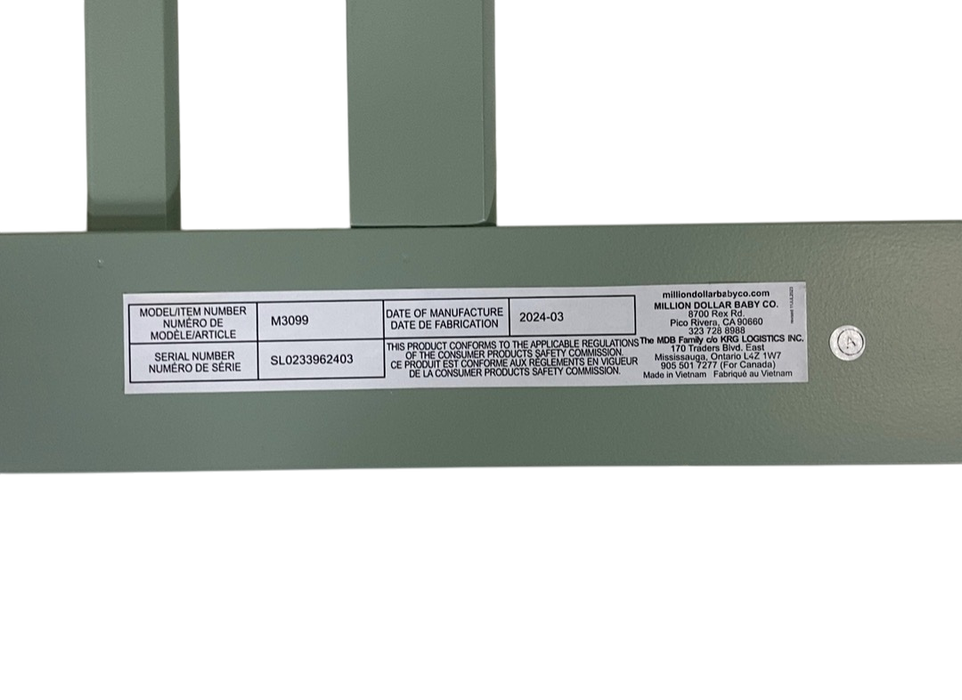 MODEL/ITEM NUMBER
NUMÉRO DE
MODÈLE/ARTICLE
M3099
DATE OF MANUFACTURE
DATE DE FABRICATION
2024-03
SERIAL NUMBER
NUMÉRO DE SÉRIE
SL0233962403
THIS PRODUCT CONFORMS TO THE APPLICABLE REGULATIONS
OF THE CONSUMER PRODUCTS SAFETY COMMISSION.
CE PRODUIT EST CONFORME AUX RÈGLEMENTS EN VIGUEUR
DE LA CONSUMER PRODUCTS SAFETY COMMISSION.
milliondollarbabyco.com
MILLION DOLLAR BABY CO.
8700 Rex Rd.
Pico Rivera, CA 90660
323 728 8988
The MDB Family c/o KRG LOGISTICS INC.
170 Traders Blvd. East
Mississauga, Ontario L4Z 1W7
905 501 7277 (For Canada)
Made in Vietnam Fabriqué au Vietnam
A